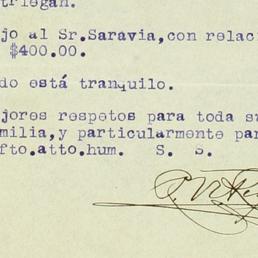 triegan.
jo al Sr.Saravia,con relac
$400.00.
do está tranquilo.
jores respetos para toda su
milia,y particularmente par
fto.atto.hum. S. S.